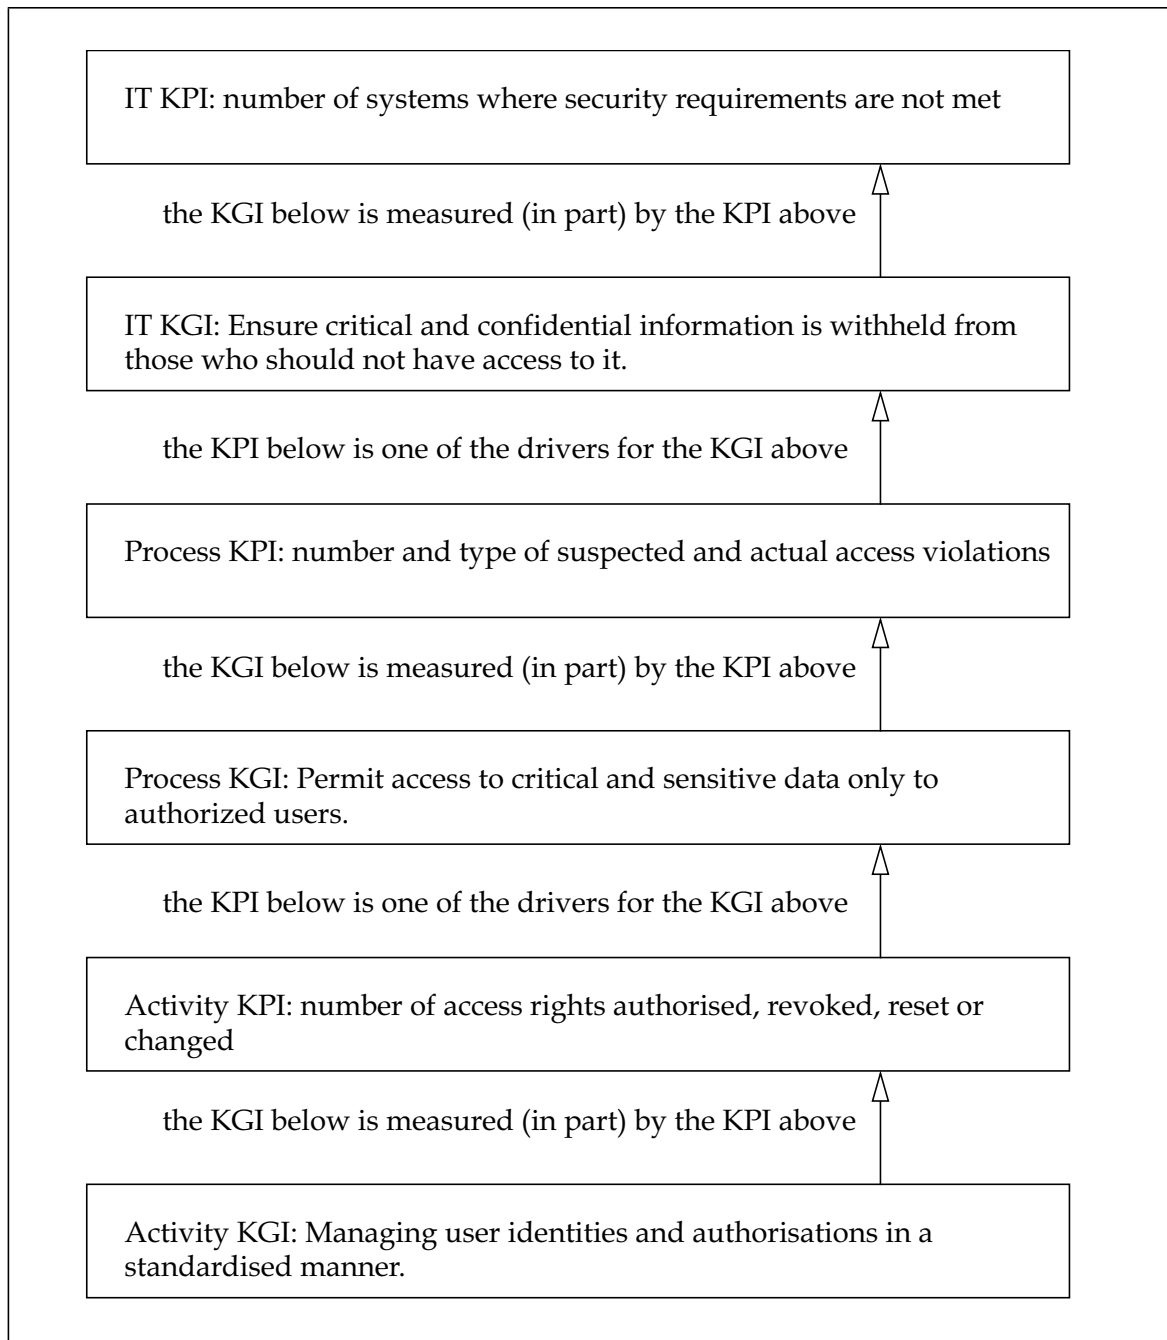 IT KPI: number of systems where security requirements are not met
the KGI below is measured (in part) by the KPI above
IT KGI: Ensure critical and confidential information is withheld from
those who should not have access to it.
the KPI below is one of the drivers for the KGI above
Process KPI: number and type of suspected and actual access violations
the KGI below is measured (in part) by the KPI above
Process KGI: Permit access to critical and sensitive data only to
authorized users.
the KPI below is one of the drivers for the KGI above
Activity KPI: number of access rights authorised, revoked, reset or
changed
the KGI below is measured (in part) by the KPI above
Activity KGI: Managing user identities and authorisations in a
standardised manner.